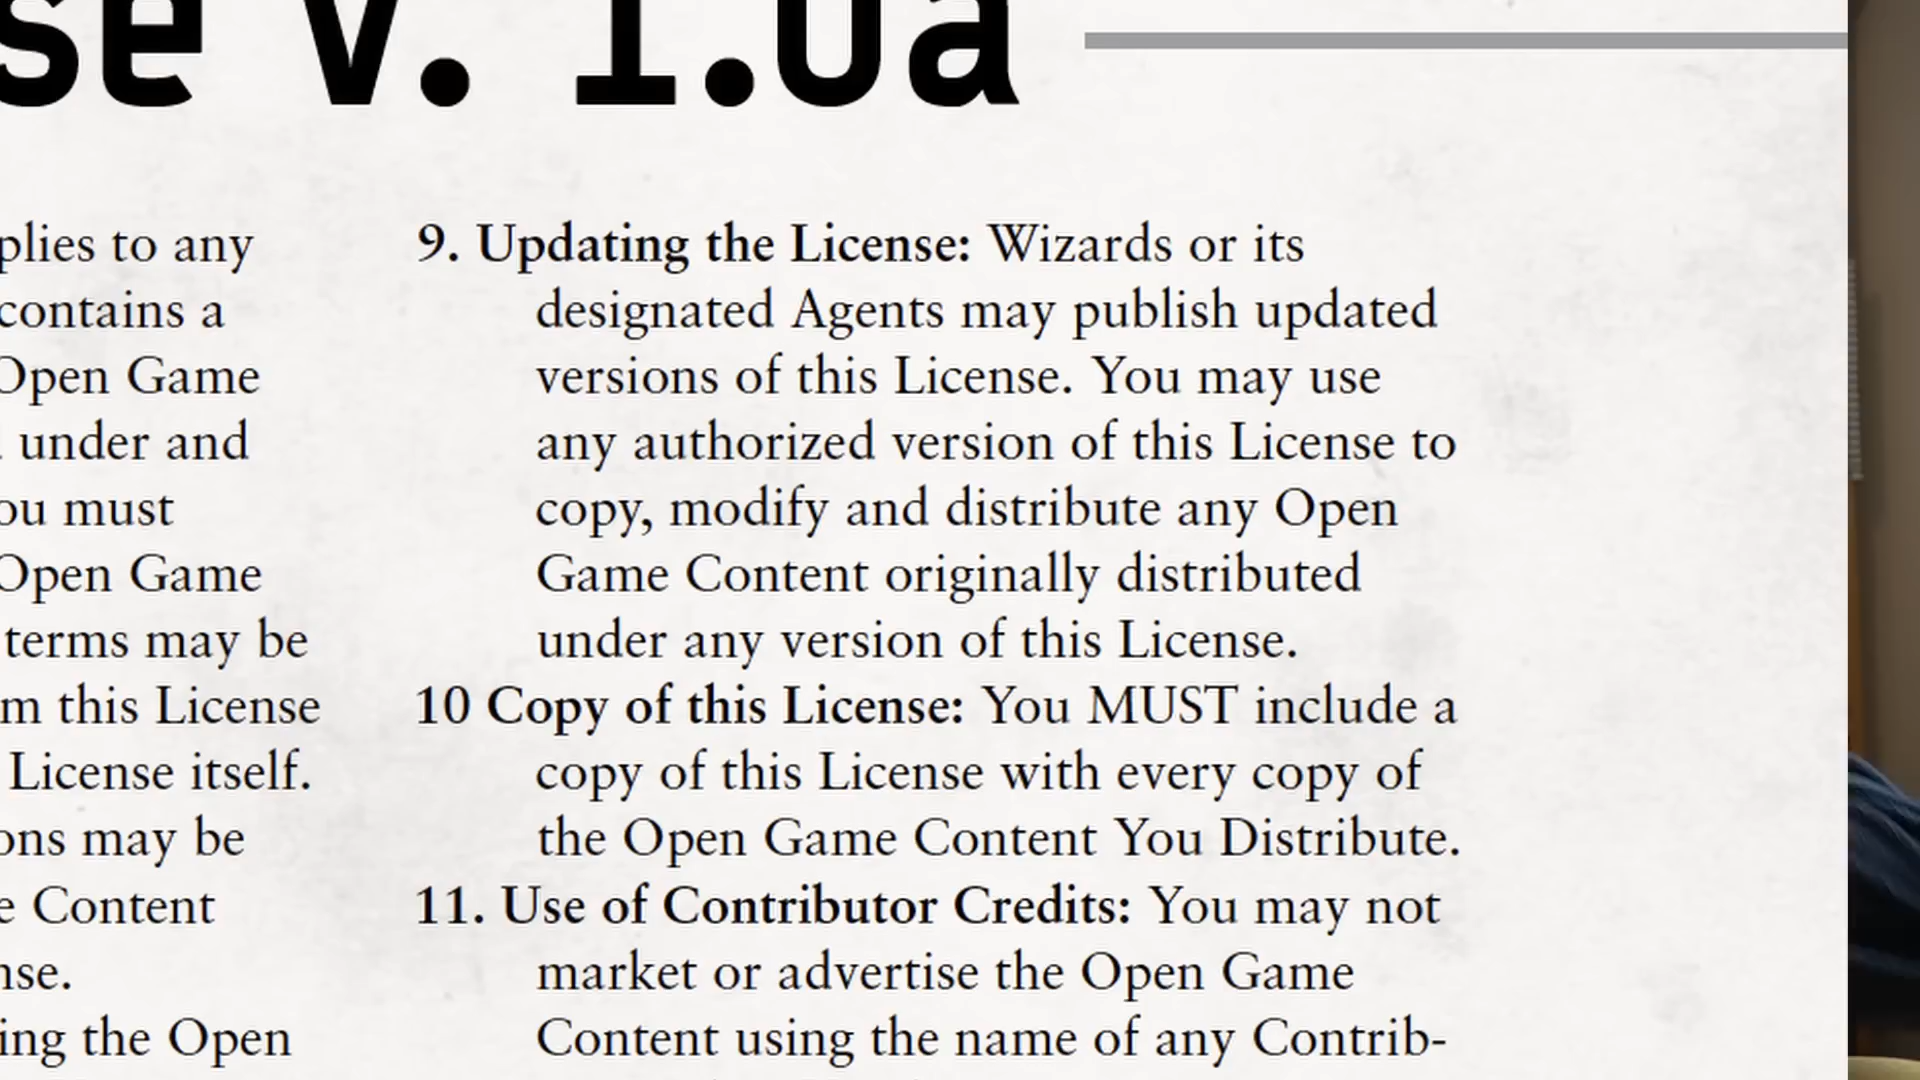 se v. 1.0a
plies to any
contains a
Open Game
under and
ou must
Open Game
terms may be
m this License
License itself.
ons may be
e Content
nse.
ing the Open
9. Updating the License: Wizards or its
designated Agents may publish updated
versions of this License. You may use
any authorized version of this License to
copy, modify and distribute any Open
Game Content originally distributed
under any version of this License.
10 Copy of this License: You MUST include a
copy of this License with every copy of
the Open Game Content You Distribute.
11. Use of Contributor Credits: You may not
market or advertise the Open Game
Content using the name of any Contrib-